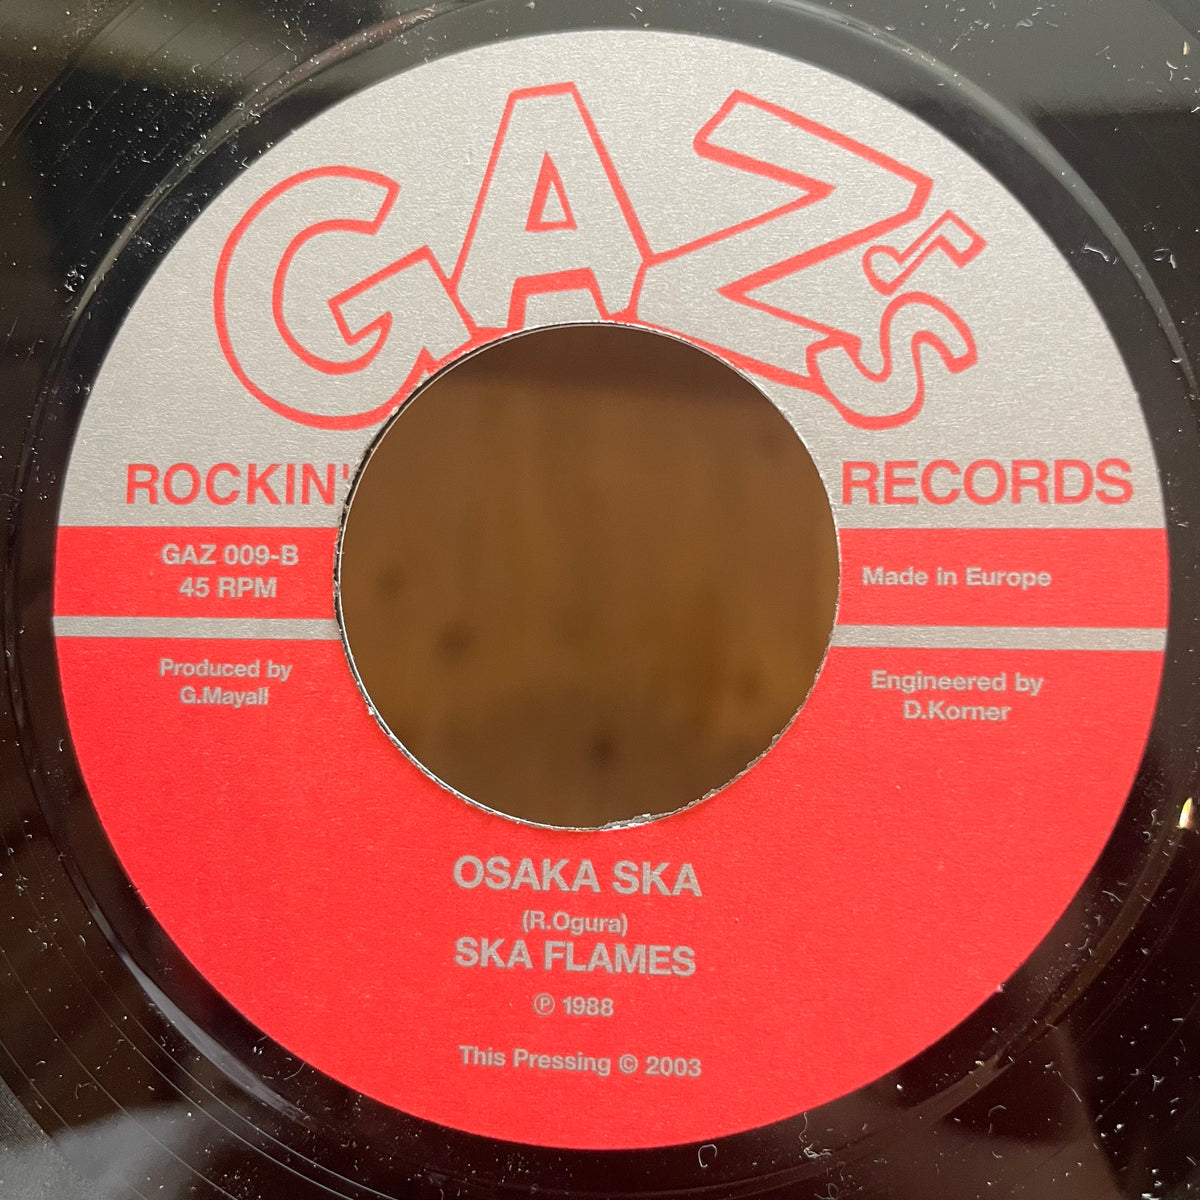 GAZ's
ROCKIN' RECORDS
GAZ 009-B
45 RPM
Made in Europe
Produced by
G.Mayall
Engineered by
D.Korner
OSAKA SKA
(R.Ogura)
SKA FLAMES
℗ 1988
This Pressing © 2003